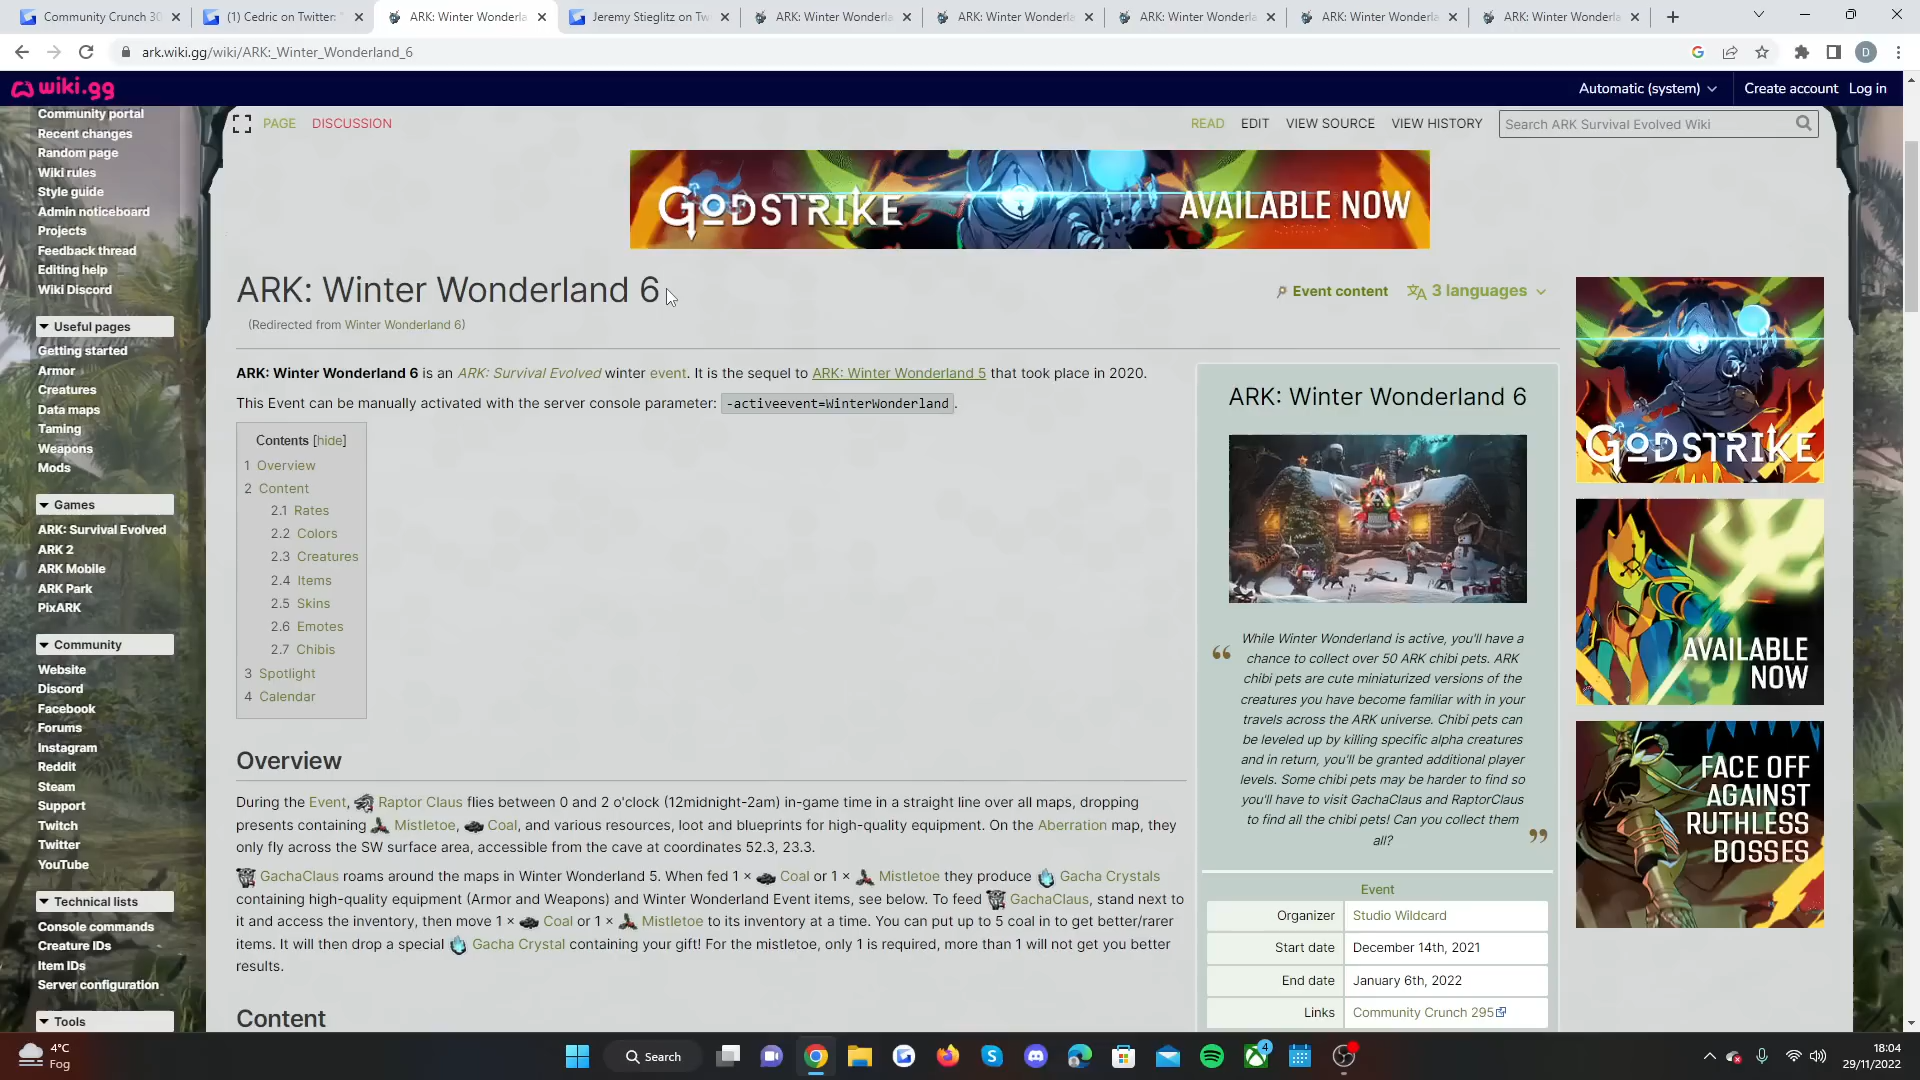 Community Crunch 30
(1) Cedric on Twitter:
ARK: Winter Wonderla
Jeremy Stieglitz on Tw
ARK: Winter Wonderla
ARK: Winter Wonderla
ARK: Winter Wonderla
ARK: Winter Wonderla
ARK: Winter Wonderla
ark.wiki.gg/wiki/ARK:_Winter_Wonderland_6
D
wiki.gg
Automatic (system)
Create account
Log in
Community portal
Recent changes
Random page
Wiki rules
Style guide
Admin noticeboard
Projects
Feedback thread
Editing help
Wiki Discord
Useful pages
Getting started
Armor
Creatures
Data maps
Taming
Weapons
Mods
Games
ARK: Survival Evolved
ARK 2
ARK Mobile
ARK Park
PixARK
Community
Website
Discord
Facebook
Forums
Instagram
Reddit
Steam
Support
Twitch
Twitter
YouTube
Technical lists
Console commands
Creature IDs
Item IDs
Server configuration
Tools
PAGE
DISCUSSION
READ
EDIT
VIEW SOURCE
VIEW HISTORY
Search ARK Survival Evolved Wiki
GODSTRIKE
AVAILABLE NOW
ARK: Winter Wonderland 6
Event content
3 languages
(Redirected from Winter Wonderland 6)
ARK: Winter Wonderland 6 is an ARK: Survival Evolved winter event. It is the sequel to ARK: Winter Wonderland 5 that took place in 2020.
This Event can be manually activated with the server console parameter: -activeevent=WinterWonderland.
Contents [hide]
1 Overview
2 Content
2.1 Rates
2.2 Colors
2.3 Creatures
2.4 Items
2.5 Skins
2.6 Emotes
2.7 Chibis
3 Spotlight
4 Calendar
Overview
During the Event, Raptor Claus flies between 0 and 2 o'clock (12midnight-2am) in-game time in a straight line over all maps, dropping
presents containing Mistletoe, Coal, and various resources, loot and blueprints for high-quality equipment. On the Aberration map, they
only fly across the SW surface area, accessible from the cave at coordinates 52.3, 23.3.
GachaClaus roams around the maps in Winter Wonderland 5. When fed 1 × Coal or 1 × Mistletoe they produce Gacha Crystals
containing high-quality equipment (Armor and Weapons) and Winter Wonderland Event items, see below. To feed GachaClaus, stand next to
it and access the inventory, then move 1 × Coal or 1 × Mistletoe to its inventory at a time. You can put up to 5 coal in to get better/rarer
items. It will then drop a special Gacha Crystal containing your gift! For the mistletoe, only 1 is required, more than 1 will not get you better
results.
Content
ARK: Winter Wonderland 6
“ While Winter Wonderland is active, you'll have a
chance to collect over 50 ARK chibi pets. ARK
chibi pets are cute miniaturized versions of the
creatures you have become familiar with in your
travels across the ARK universe. Chibi pets can
be leveled up by killing specific alpha creatures
and in return, you'll be granted additional player
levels. Some chibi pets may be harder to find so
you'll have to visit GachaClaus and RaptorClaus
to find all the chibi pets! Can you collect them
all? ”
Event
Organizer Studio Wildcard
Start date December 14th, 2021
End date January 6th, 2022
Links Community Crunch 295
GODSTRIKE
AVAILABLE
NOW
FACE OFF
AGAINST
RUTHLESS
BOSSES
4°C
Fog
Search
4
18:04
29/11/2022